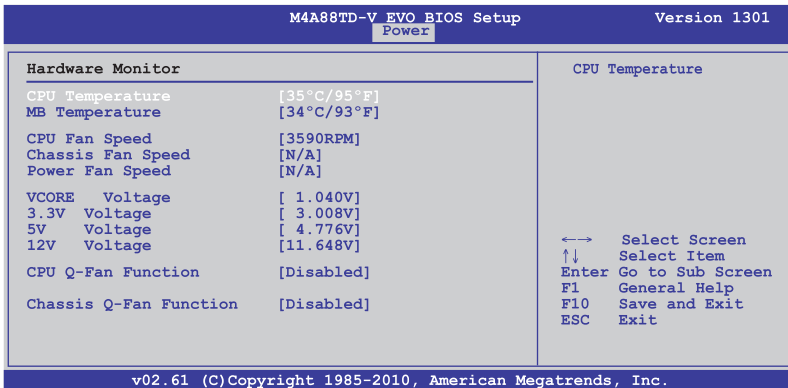 M4A88TD-V EVO BIOS Setup Version 1301
Power
Hardware Monitor
CPU Temperature [35°C/95°F]
MB Temperature [34°C/93°F]
CPU Fan Speed [3590RPM]
Chassis Fan Speed [N/A]
Power Fan Speed [N/A]
VCORE Voltage [ 1.040V]
3.3V Voltage [ 3.008V]
5V Voltage [ 4.776V]
12V Voltage [11.648V]
CPU Q-Fan Function [Disabled]
Chassis Q-Fan Function [Disabled]
CPU Temperature
←→ Select Screen
↑↓ Select Item
Enter Go to Sub Screen
F1 General Help
F10 Save and Exit
ESC Exit
v02.61 (C)Copyright 1985-2010, American Megatrends, Inc.